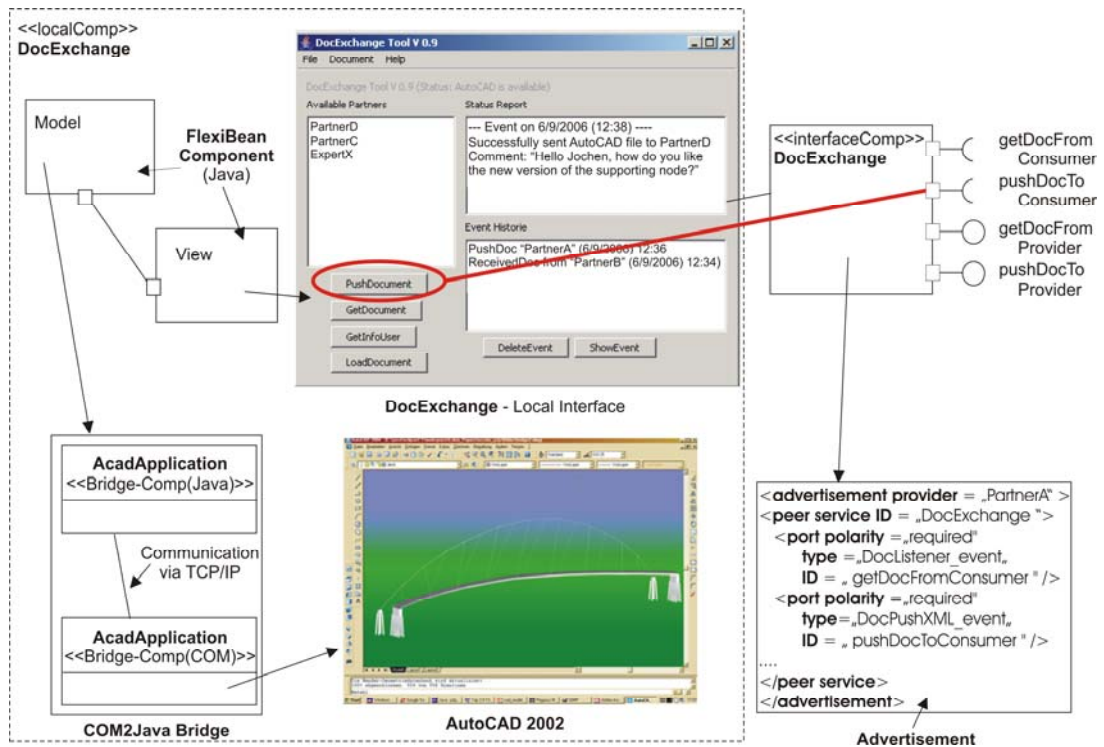 <<localComp>>
DocExchange
Model
FlexiBean
Component
(Java)
View
DocExchange Tool V 0.9
File Document Help
DocExchange Tool V 0.9 (Status: AutoCAD is available)
Available Partners
PartnerD
PartnerC
ExpertX
Status Report
--- Event on 6/9/2006 (12:38) ----
Successfully sent AutoCAD file to PartnerD
Comment: “Hello Jochen, how do you like
the new version of the supporting node?”
Event Historie
PushDoc “PartnerA” (6/9/2006) 12:36
ReceivedDoc from “PartnerB” (6/9/2006) 12:34)
PushDocument
GetDocument
GetInfoUser
LoadDocument
DeleteEvent ShowEvent
DocExchange - Local Interface
<<interfaceComp>>
DocExchange
getDocFrom
Consumer
pushDocTo
Consumer
getDocFrom
Provider
pushDocTo
Provider
AcadApplication
<<Bridge-Comp(Java)>>
Communication
via TCP/IP
AcadApplication
<<Bridge-Comp(COM)>>
COM2Java Bridge
AutoCAD 2002
<advertisement provider = „PartnerA“ >
<peer service ID = „DocExchange “>
<port polarity =„required"
type =„DocListener_event„
ID = „ getDocFromConsumer " />
<port polarity =„required"
type=„DocPushXML_event„
ID = „ pushDocToConsumer " />
....
</peer service>
</advertisement>
Advertisement